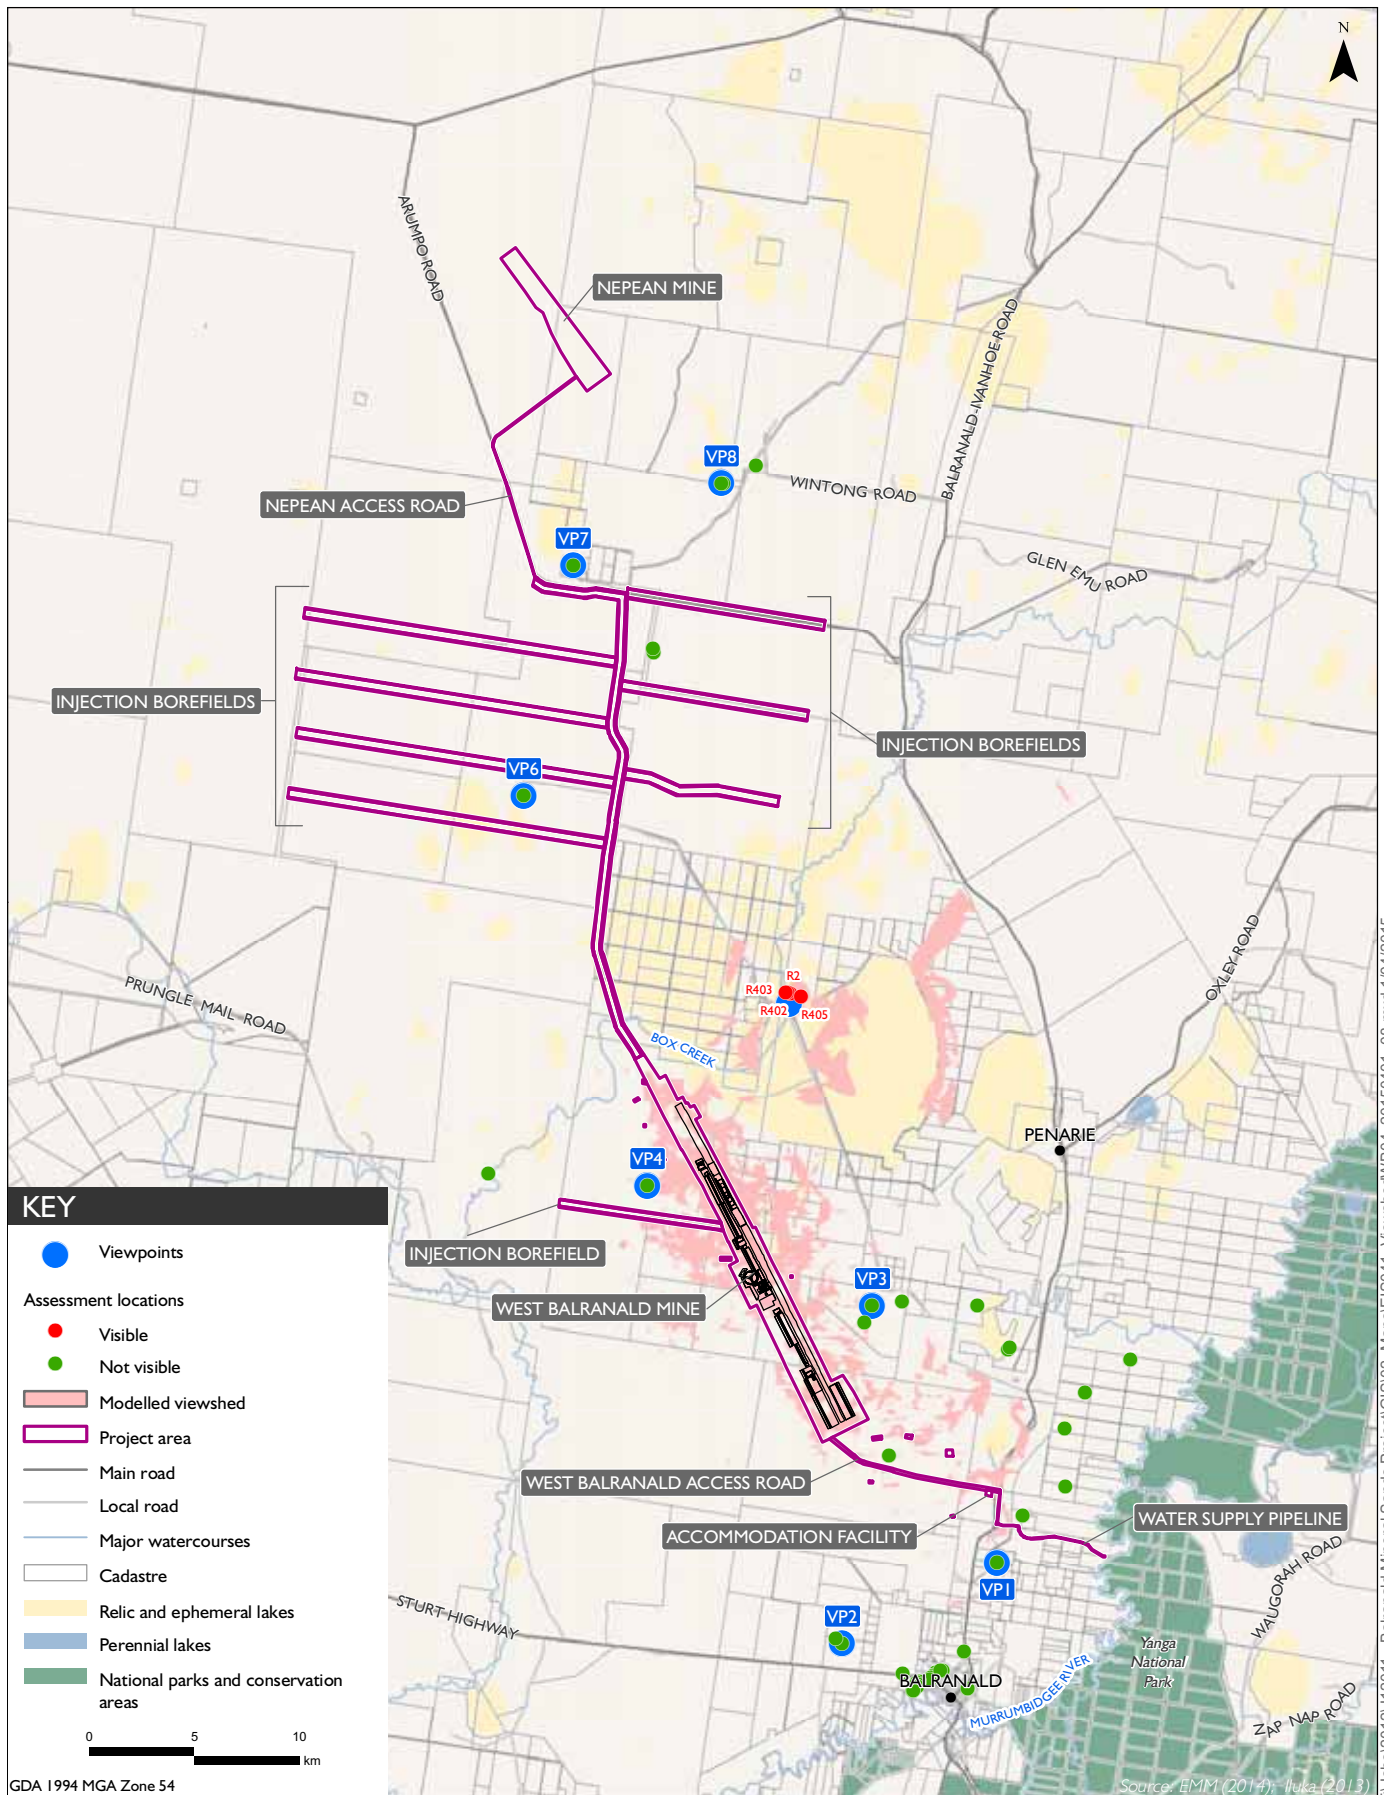 N
ARUMPO ROAD
NEPEAN MINE
BALRANALD-IVANHOE ROAD
VP8
WINTONG ROAD
NEPEAN ACCESS ROAD
VP7
GLEN EMU ROAD
INJECTION BOREFIELDS
INJECTION BOREFIELDS
VP6
OXLEY ROAD
PRUNGLE MAIL ROAD
R2
R403
R402
R405
BOX CREEK
PENARIE
VP4
INJECTION BOREFIELD
VP3
WEST BALRANALD MINE
WEST BALRANALD ACCESS ROAD
ACCOMMODATION FACILITY
WATER SUPPLY PIPELINE
VP1
WAUGORAH ROAD
STURT HIGHWAY
VP2
Yanga
National
Park
BALRANALD
MURRUMBIDGEE RIVER
ZAP NAP ROAD
KEY
Viewpoints
Assessment locations
Visible
Not visible
Modelled viewshed
Project area
Main road
Local road
Major watercourses
Cadastre
Relic and ephemeral lakes
Perennial lakes
National parks and conservation
areas
0 5 10
km
GDA 1994 MGA Zone 54
Source: EMM (2014); Iluka (2013)